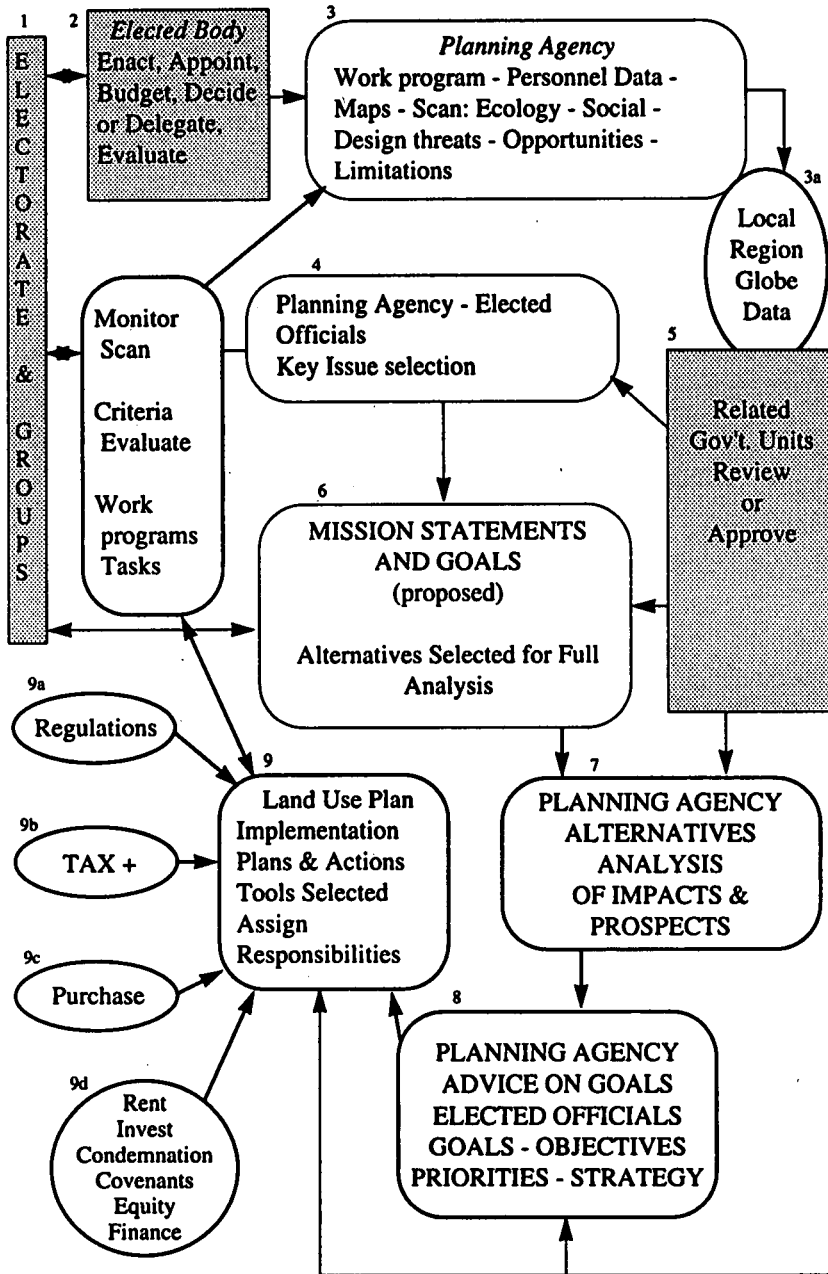 1
ELECTORATE & GROUPS
2
Elected Body
Enact, Appoint,
Budget, Decide
or Delegate,
Evaluate
3
Planning Agency
Work program - Personnel Data -
Maps - Scan: Ecology - Social -
Design threats - Opportunities -
Limitations
3a
Local
Region
Globe
Data
Monitor
Scan
Criteria
Evaluate
Work
programs
Tasks
4
Planning Agency - Elected
Officials
Key Issue selection
5
Related
Gov't. Units
Review
or
Approve
6
MISSION STATEMENTS
AND GOALS
(proposed)
Alternatives Selected for Full
Analysis
7
PLANNING AGENCY
ALTERNATIVES
ANALYSIS
OF IMPACTS &
PROSPECTS
8
PLANNING AGENCY
ADVICE ON GOALS
ELECTED OFFICIALS
GOALS - OBJECTIVES
PRIORITIES - STRATEGY
9
Land Use Plan
Implementation
Plans & Actions
Tools Selected
Assign
Responsibilities
9a
Regulations
9b
TAX +
9c
Purchase
9d
Rent
Invest
Condemnation
Covenants
Equity
Finance